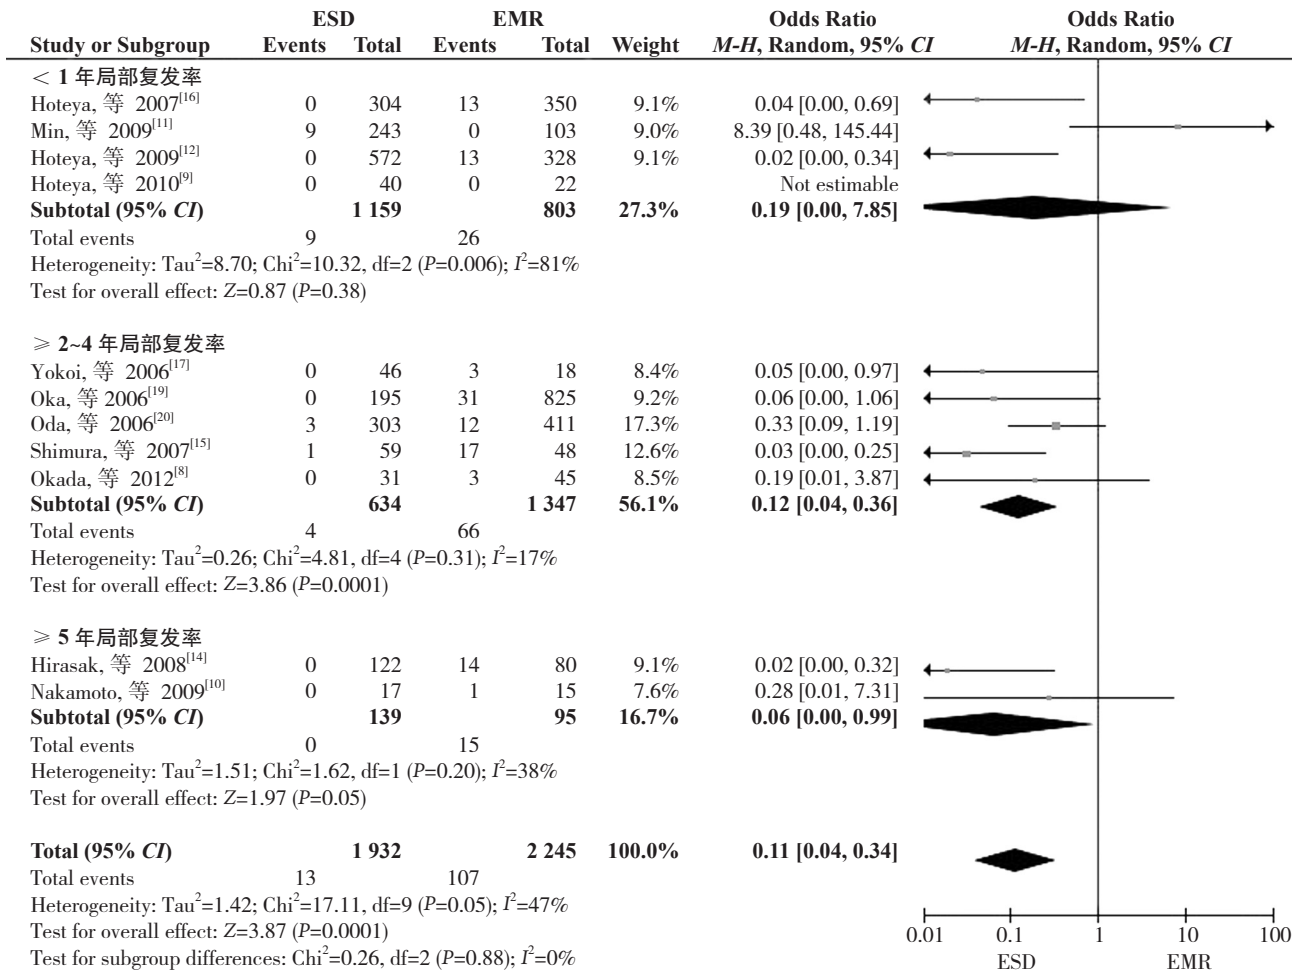 ESD EMR Odds Ratio Odds Ratio
Study or Subgroup Events Total Events Total Weight M-H, Random, 95% CI M-H, Random, 95% CI
＜ 1 年局部复发率
Hoteya, 等 2007[16] 0 304 13 350 9.1% 0.04 [0.00, 0.69]
Min, 等 2009[11] 9 243 0 103 9.0% 8.39 [0.48, 145.44]
Hoteya, 等 2009[12] 0 572 13 328 9.1% 0.02 [0.00, 0.34]
Hoteya, 等 2010[9] 0 40 0 22 Not estimable
Subtotal (95% CI) 1 159 803 27.3% 0.19 [0.00, 7.85]
Total events 9 26
Heterogeneity: Tau²=8.70; Chi²=10.32, df=2 (P=0.006); I²=81%
Test for overall effect: Z=0.87 (P=0.38)
≥ 2~4 年局部复发率
Yokoi, 等 2006[17] 0 46 3 18 8.4% 0.05 [0.00, 0.97]
Oka, 等 2006[19] 0 195 31 825 9.2% 0.06 [0.00, 1.06]
Oda, 等 2006[20] 3 303 12 411 17.3% 0.33 [0.09, 1.19]
Shimura, 等 2007[15] 1 59 17 48 12.6% 0.03 [0.00, 0.25]
Okada, 等 2012[8] 0 31 3 45 8.5% 0.19 [0.01, 3.87]
Subtotal (95% CI) 634 1 347 56.1% 0.12 [0.04, 0.36]
Total events 4 66
Heterogeneity: Tau²=0.26; Chi²=4.81, df=4 (P=0.31); I²=17%
Test for overall effect: Z=3.86 (P=0.0001)
≥ 5 年局部复发率
Hirasak, 等 2008[14] 0 122 14 80 9.1% 0.02 [0.00, 0.32]
Nakamoto, 等 2009[10] 0 17 1 15 7.6% 0.28 [0.01, 7.31]
Subtotal (95% CI) 139 95 16.7% 0.06 [0.00, 0.99]
Total events 0 15
Heterogeneity: Tau²=1.51; Chi²=1.62, df=1 (P=0.20); I²=38%
Test for overall effect: Z=1.97 (P=0.05)
Total (95% CI) 1 932 2 245 100.0% 0.11 [0.04, 0.34]
Total events 13 107
Heterogeneity: Tau²=1.42; Chi²=17.11, df=9 (P=0.05); I²=47%
Test for overall effect: Z=3.87 (P=0.0001)
Test for subgroup differences: Chi²=0.26, df=2 (P=0.88); I²=0%
0.01 0.1 1 10 100
ESD EMR